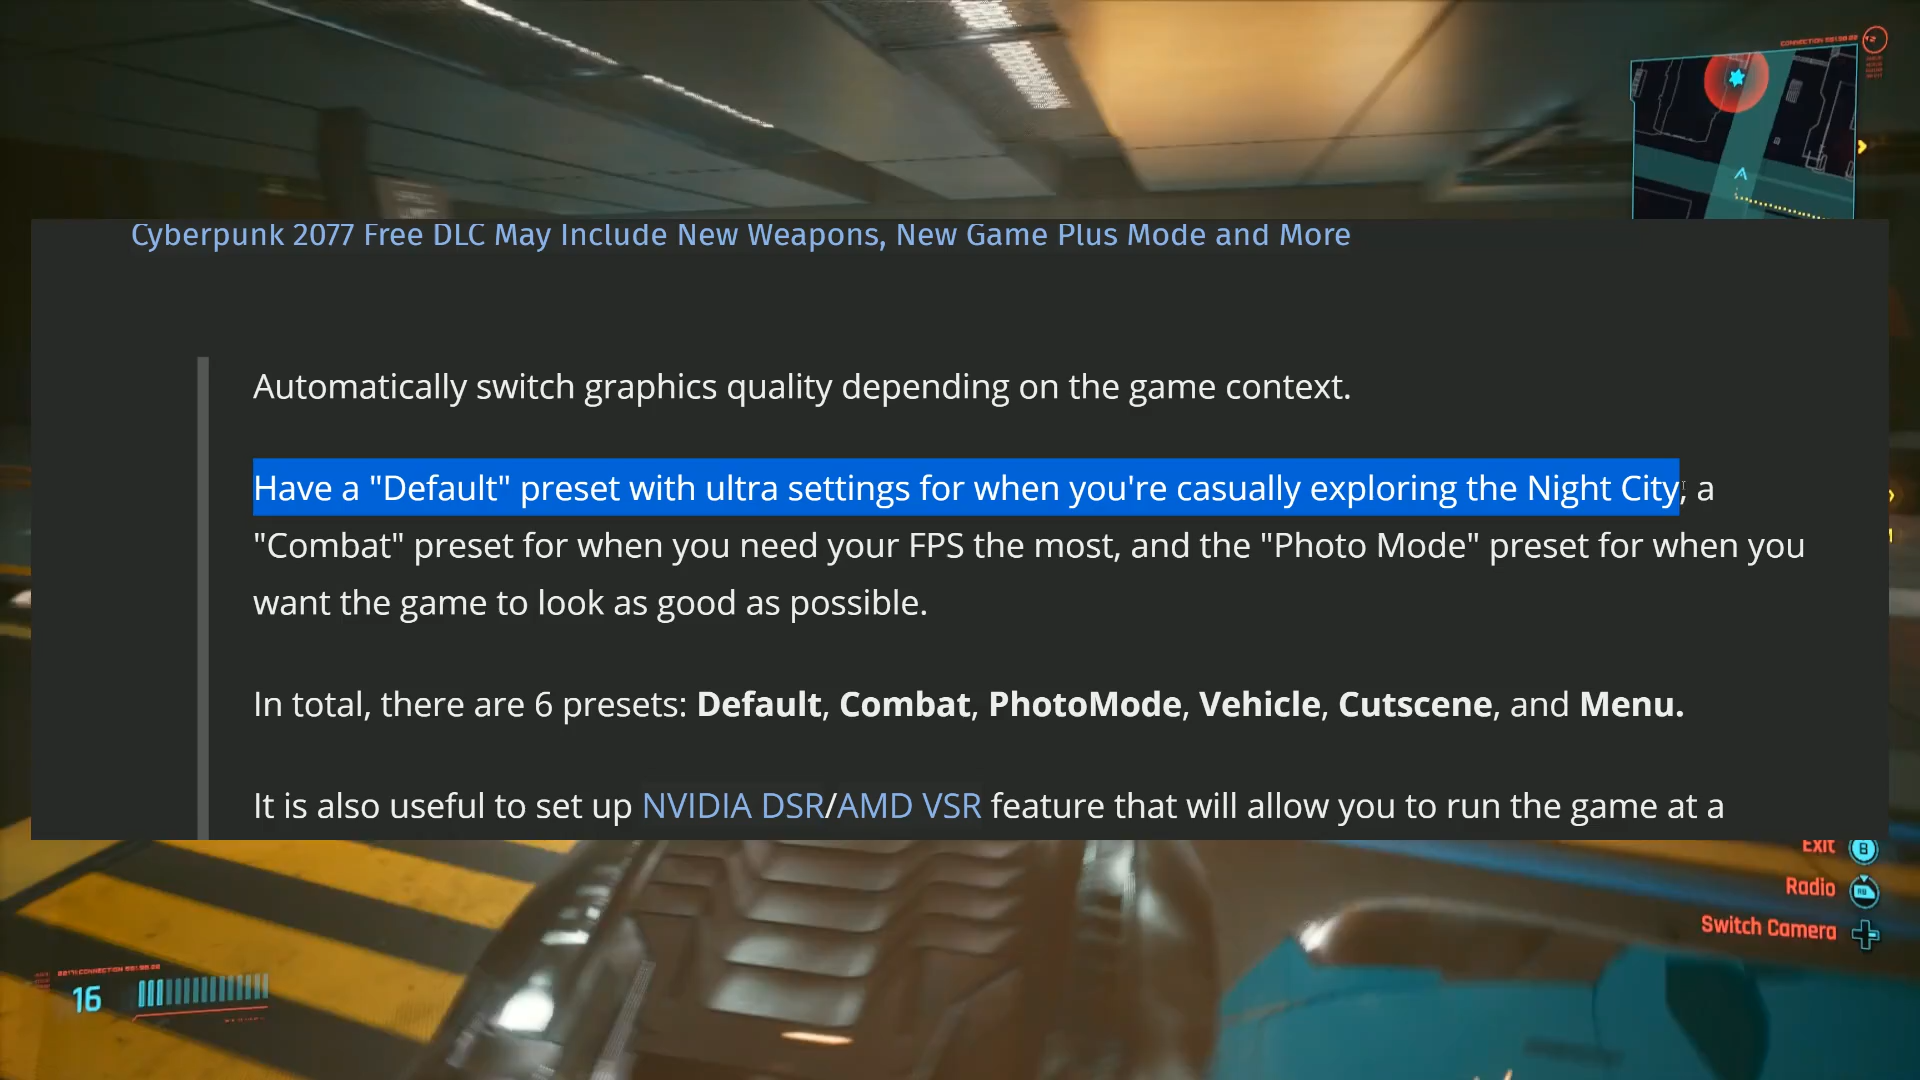 CONNECTION
Cyberpunk 2077 Free DLC May Include New Weapons, New Game Plus Mode and More
Automatically switch graphics quality depending on the game context.
Have a "Default" preset with ultra settings for when you're casually exploring the Night City, a
"Combat" preset for when you need your FPS the most, and the "Photo Mode" preset for when you
want the game to look as good as possible.
In total, there are 6 presets: Default, Combat, PhotoMode, Vehicle, Cutscene, and Menu.
It is also useful to set up NVIDIA DSR/AMD VSR feature that will allow you to run the game at a
Exit B
Radio
Switch Camera
16